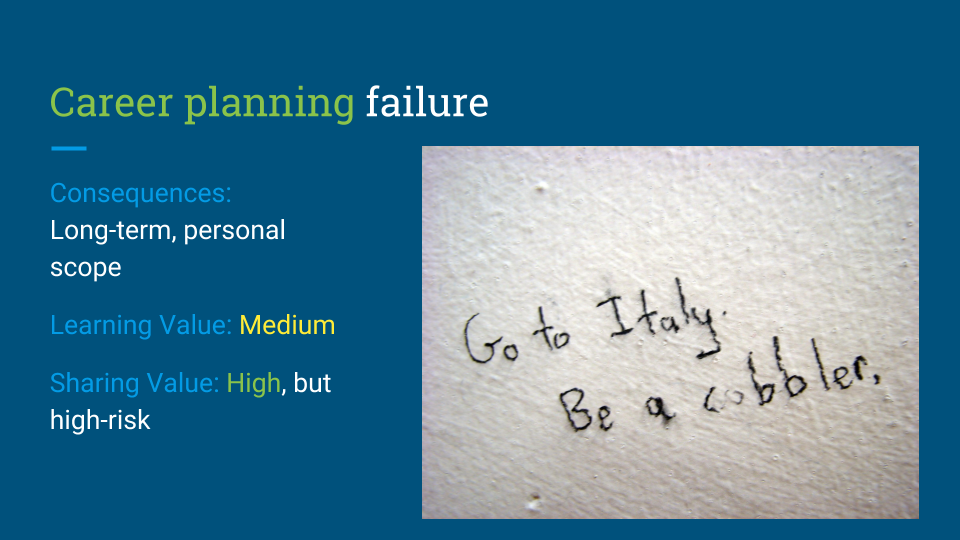 Career planning failure
Consequences:
Long-term, personal
scope
Learning Value: Medium
Sharing Value: High, but
high-risk
Go to Italy.
Be a cobbler.